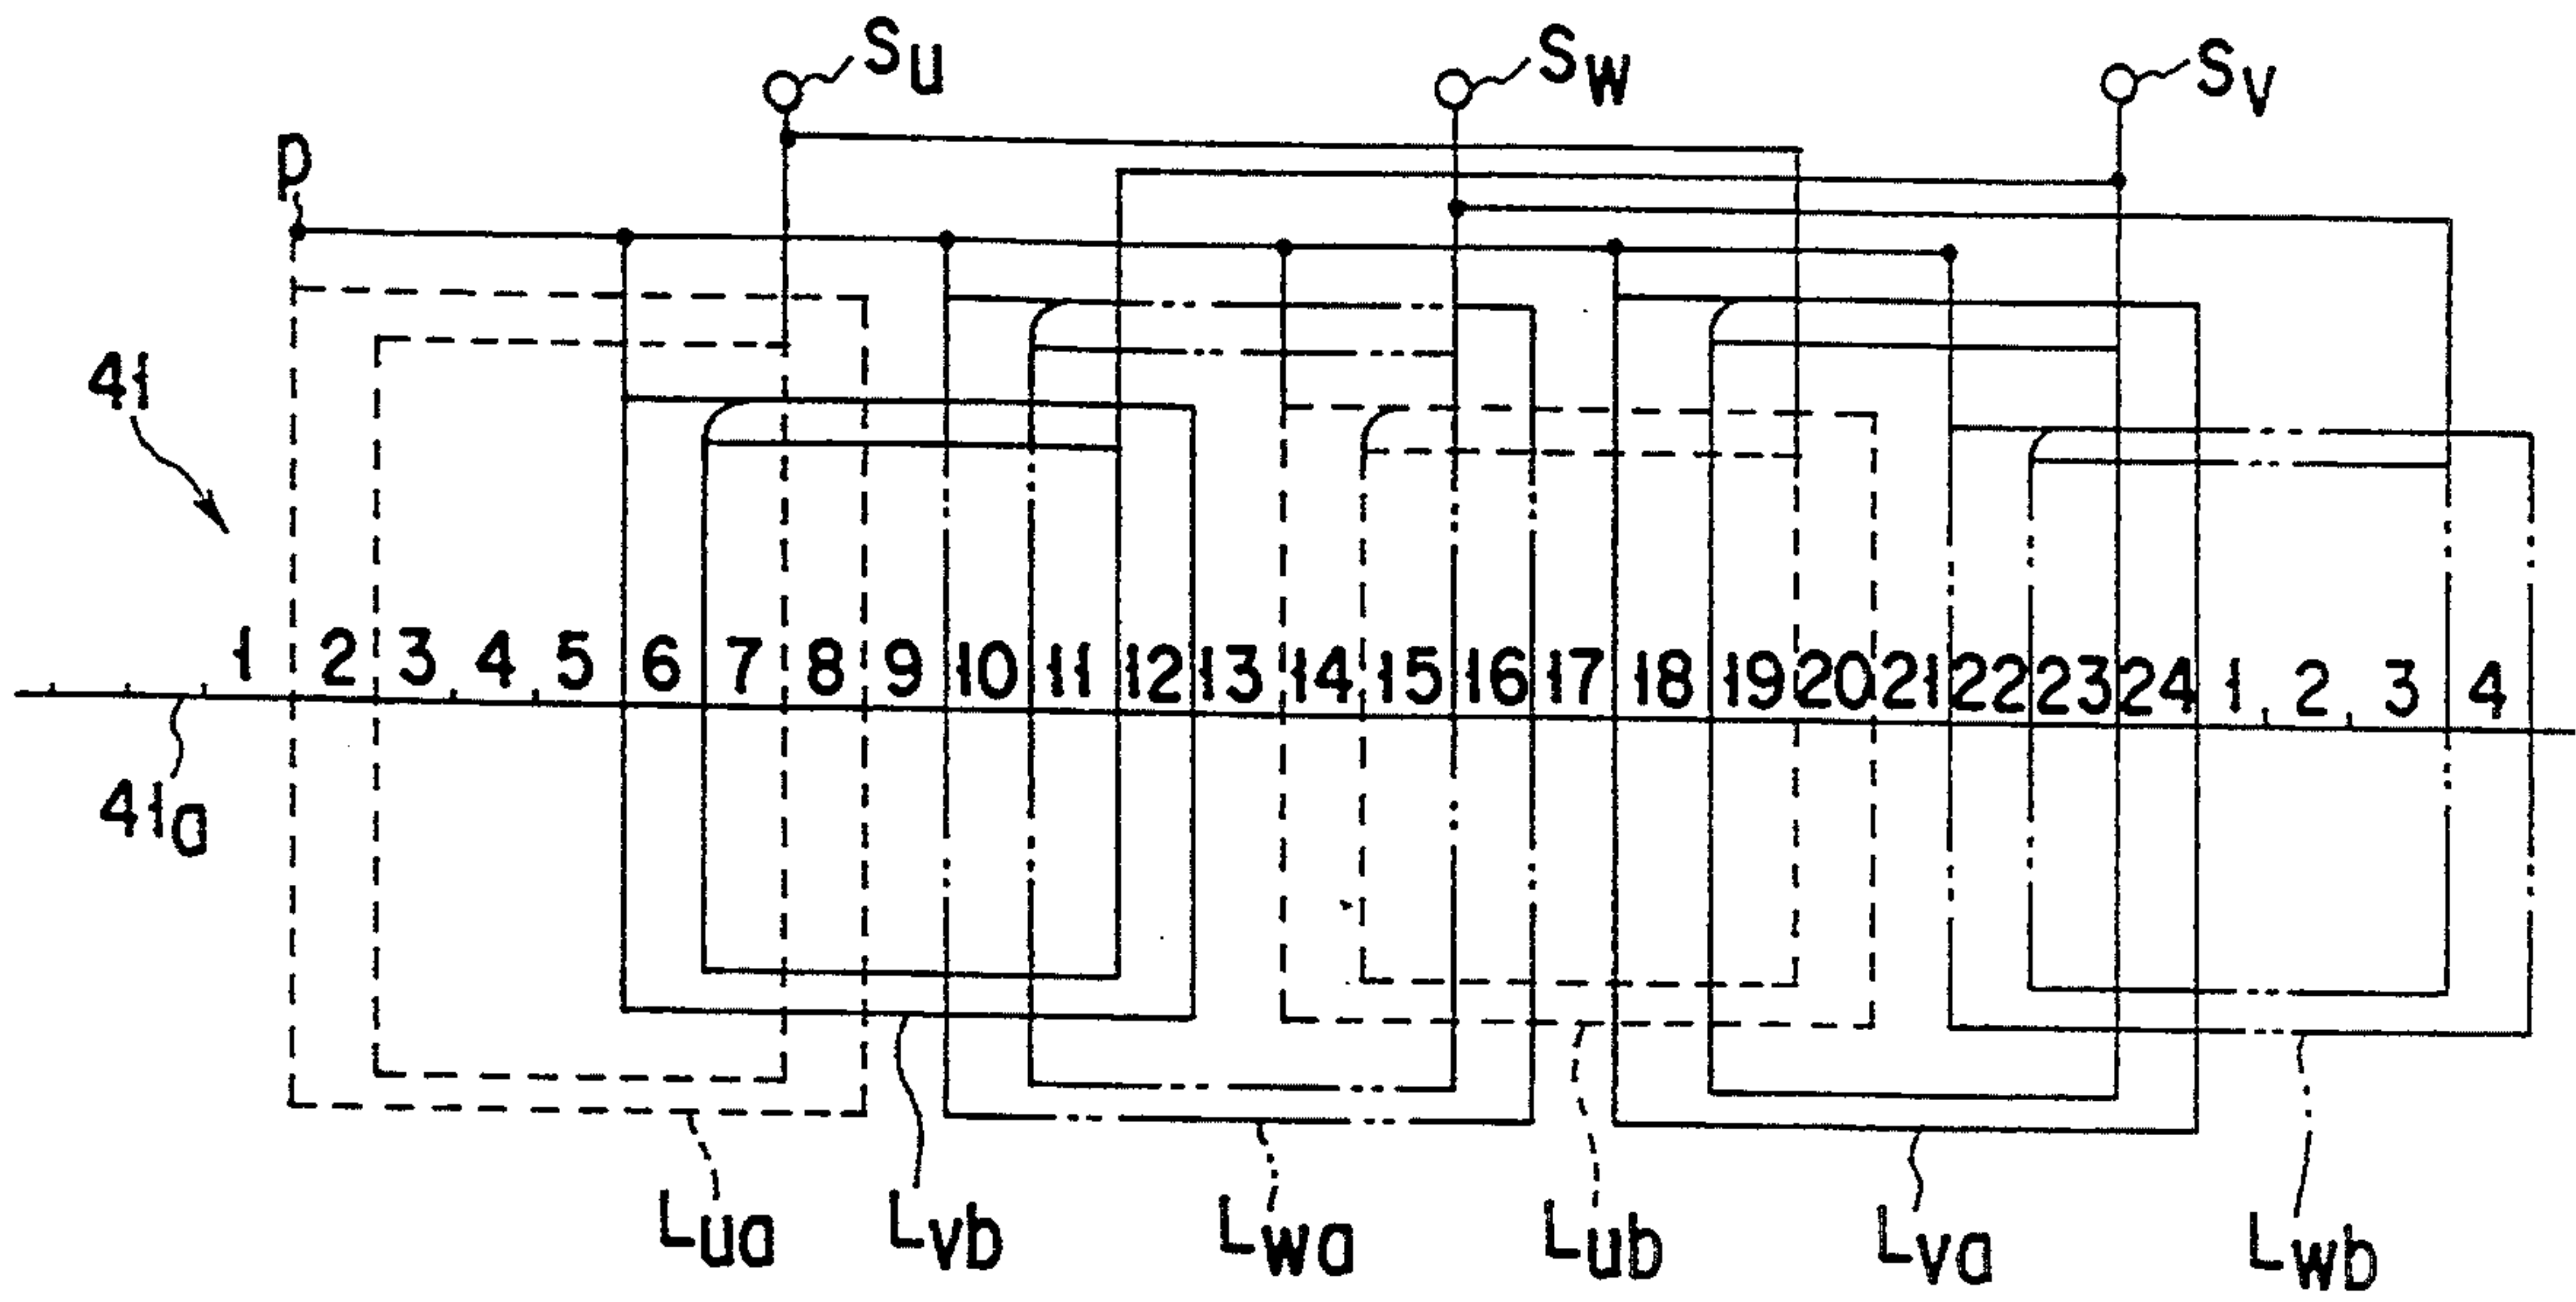 Su Sw Sv
p
41
1 2 3 4 5 6 7 8 9 10 11 12 13 14 15 16 17 18 19 20 21 22 23 24 1 2 3 4
41a
Lua Lvb Lwa Lub Lva Lwb